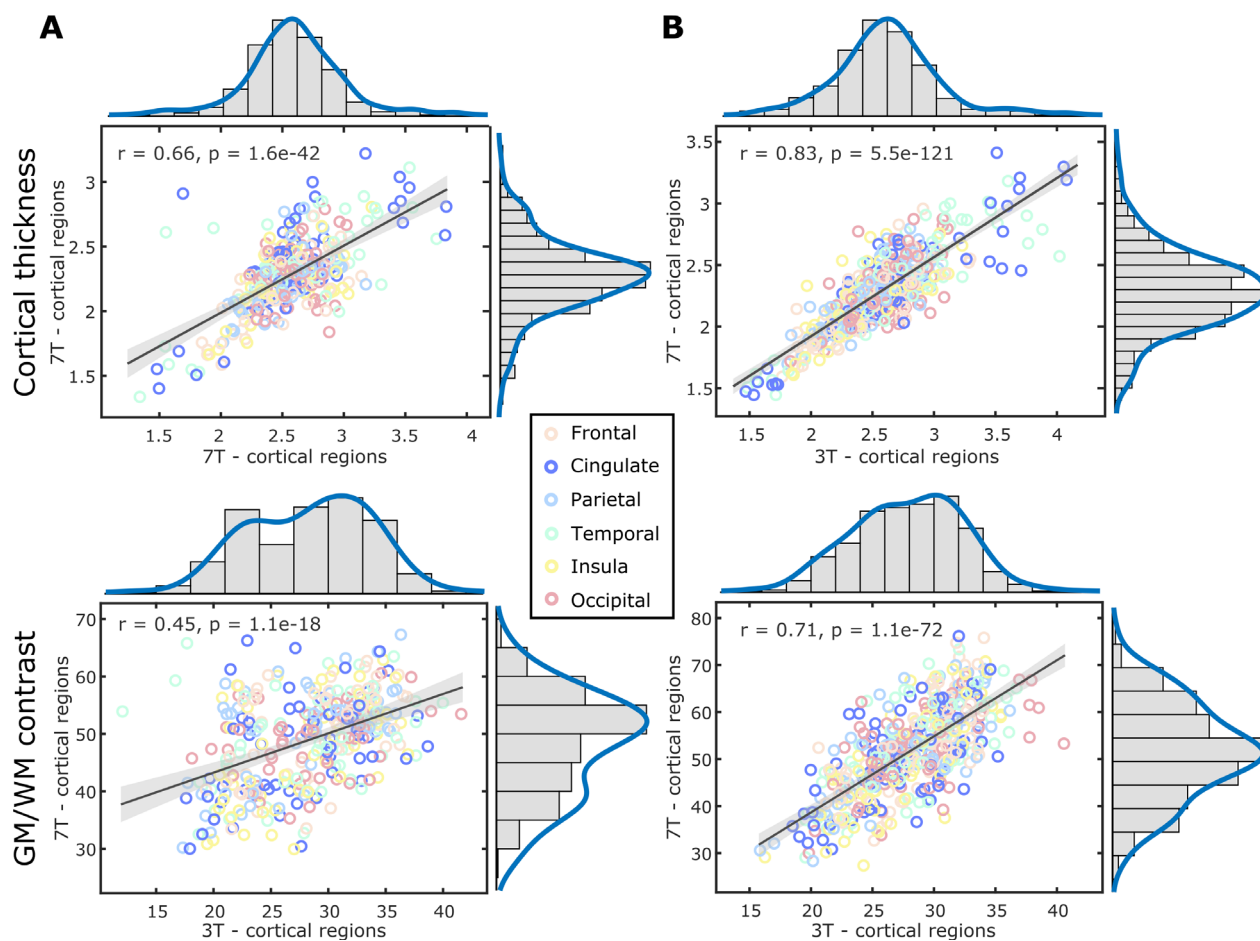 A
B
Cortical thickness
r = 0.66, p = 1.6e-42
7T - cortical regions
3
2.5
2
1.5
1.5 2 2.5 3 3.5 4
7T - cortical regions
r = 0.83, p = 5.5e-121
7T - cortical regions
3.5
3
2.5
2
1.5
1.5 2 2.5 3 3.5 4
3T - cortical regions
Frontal
Cingulate
Parietal
Temporal
Insula
Occipital
GM/WM contrast
r = 0.45, p = 1.1e-18
7T - cortical regions
70
60
50
40
30
15 20 25 30 35 40
3T - cortical regions
r = 0.71, p = 1.1e-72
7T - cortical regions
80
70
60
50
40
30
15 20 25 30 35 40
3T - cortical regions